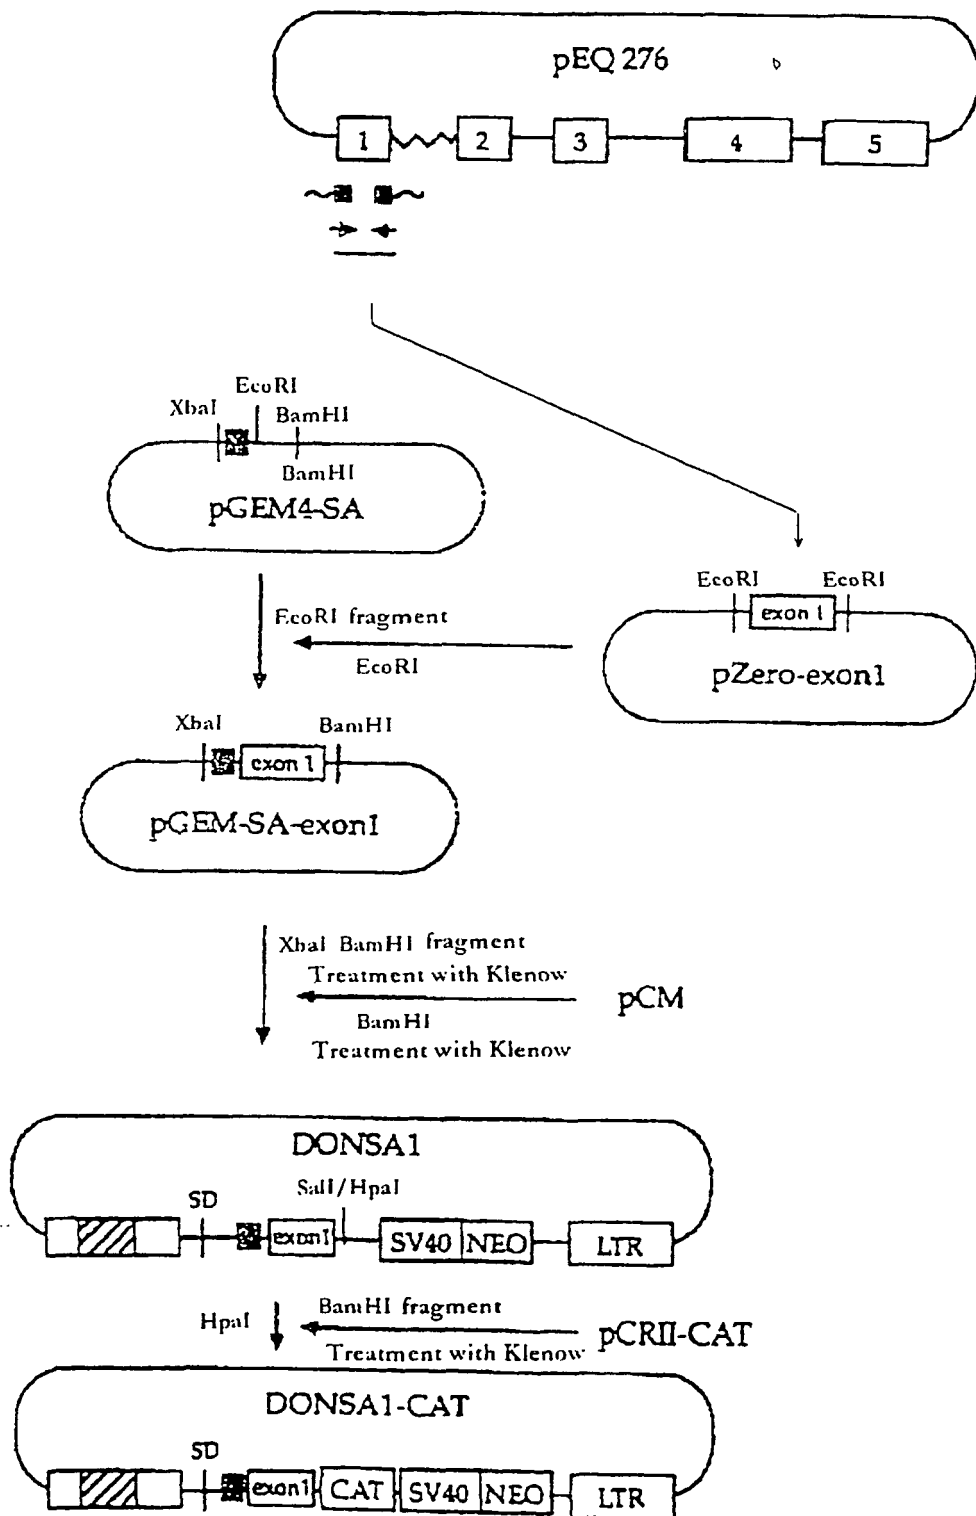 pEQ 276
1 2 3 4 5
EcoRI
XbaI BamHI
BamHI
pGEM4-SA
EcoRI EcoRI
exon 1
pZero-exon1
EcoRI fragment
EcoRI
XbaI BamHI
exon 1
pGEM-SA-exon1
XbaI BamHI fragment
Treatment with Klenow
pCM
BamHI
Treatment with Klenow
DONSA1
SalI/HpaI
SD
exon1 SV40 NEO LTR
HpaI
BamHI fragment
pCRII-CAT
Treatment with Klenow
DONSA1-CAT
SD
exon1 CAT SV40 NEO LTR